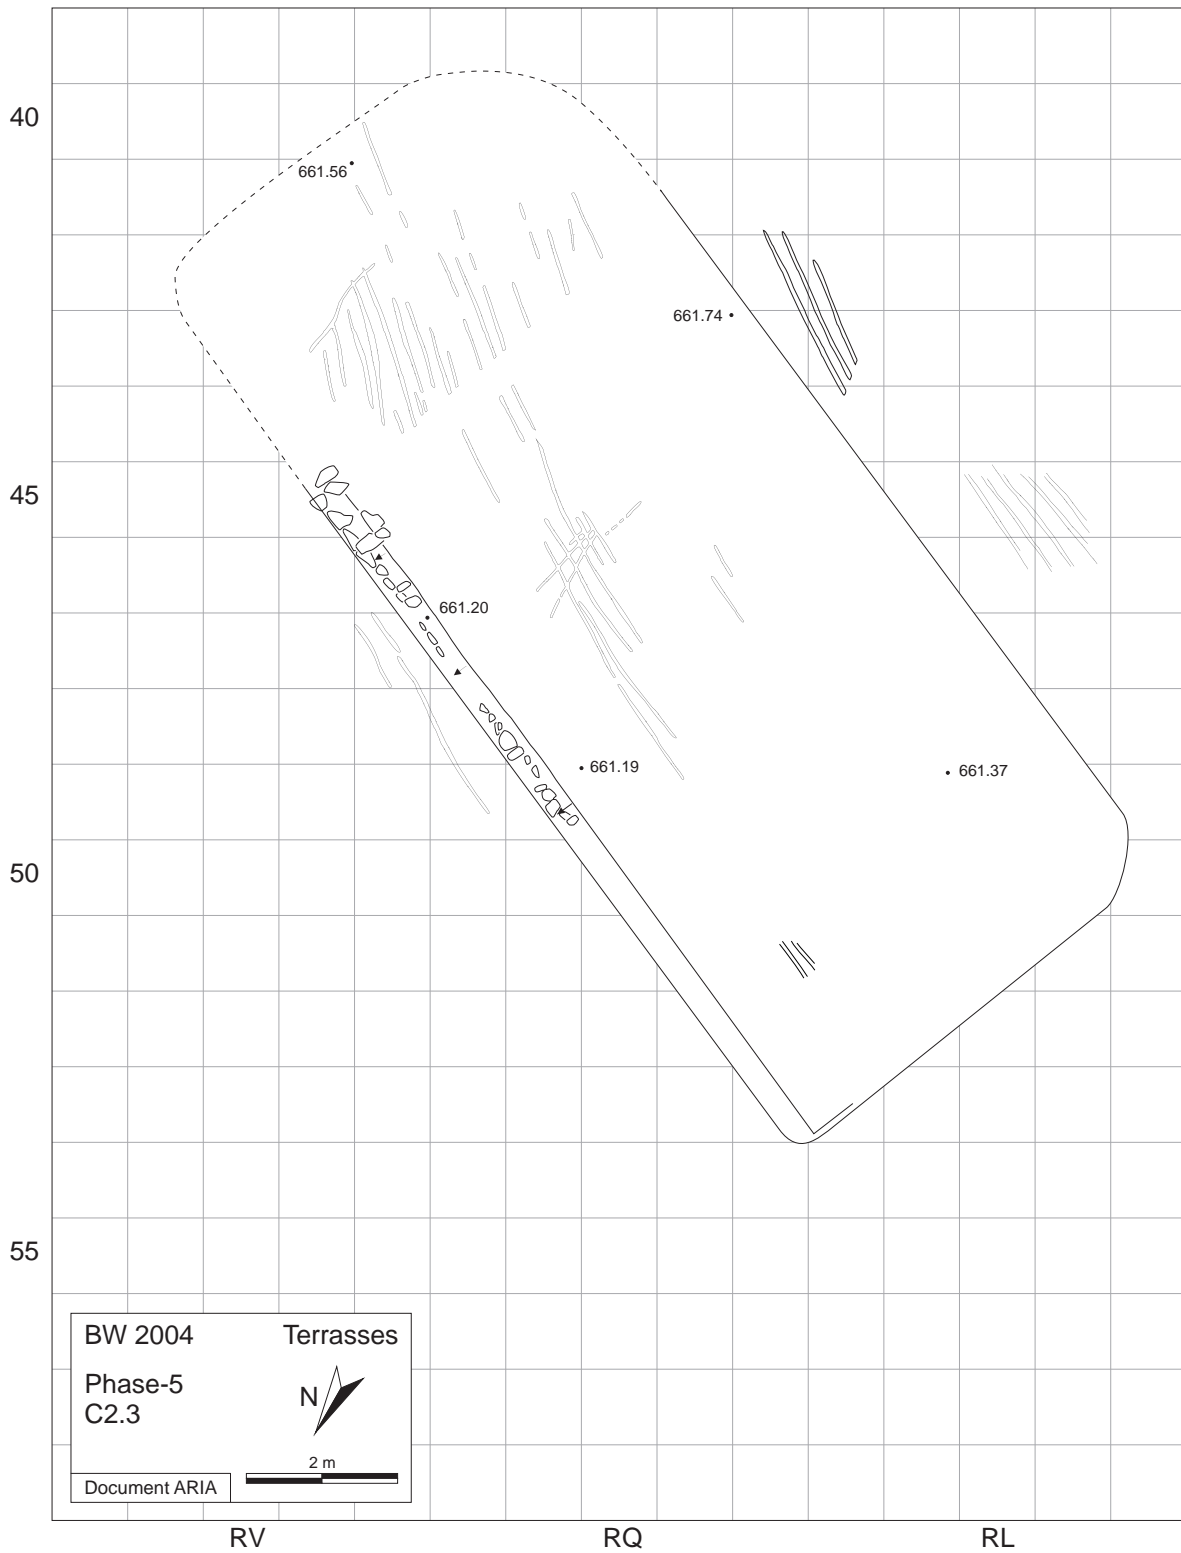 40
661.56
661.74
45
661.20
661.19
661.37
50
55
BW 2004 Terrasses
Phase-5
C2.3
N
2 m
Document ARIA
RV RQ RL